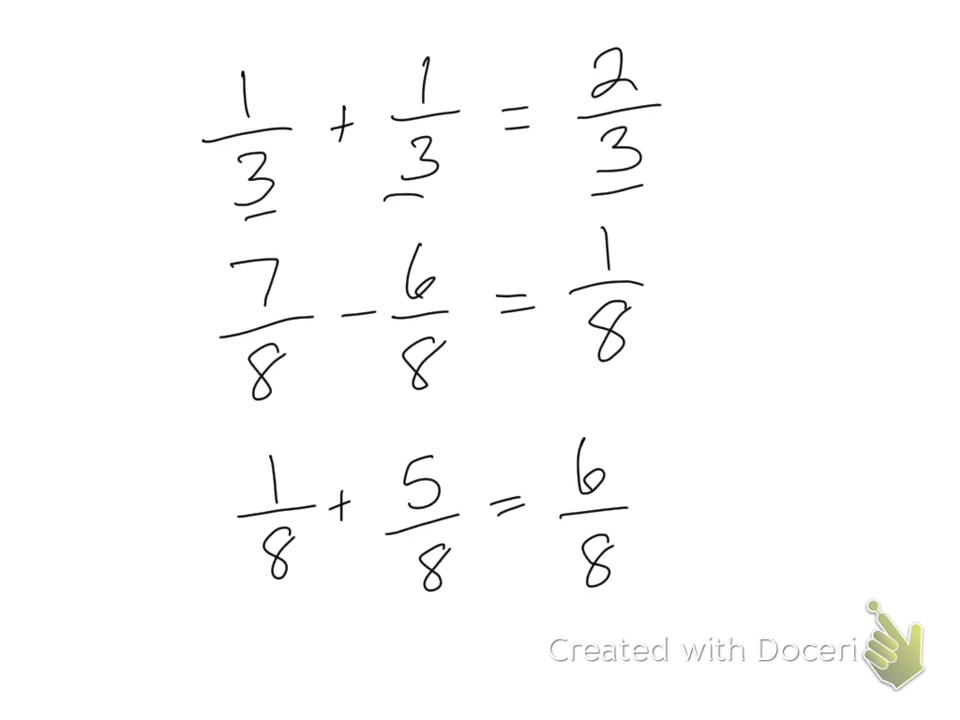 1/3 + 1/3 = 2/3
7/8 - 6/8 = 1/8
1/8 + 5/8 = 6/8
Created with Doceri